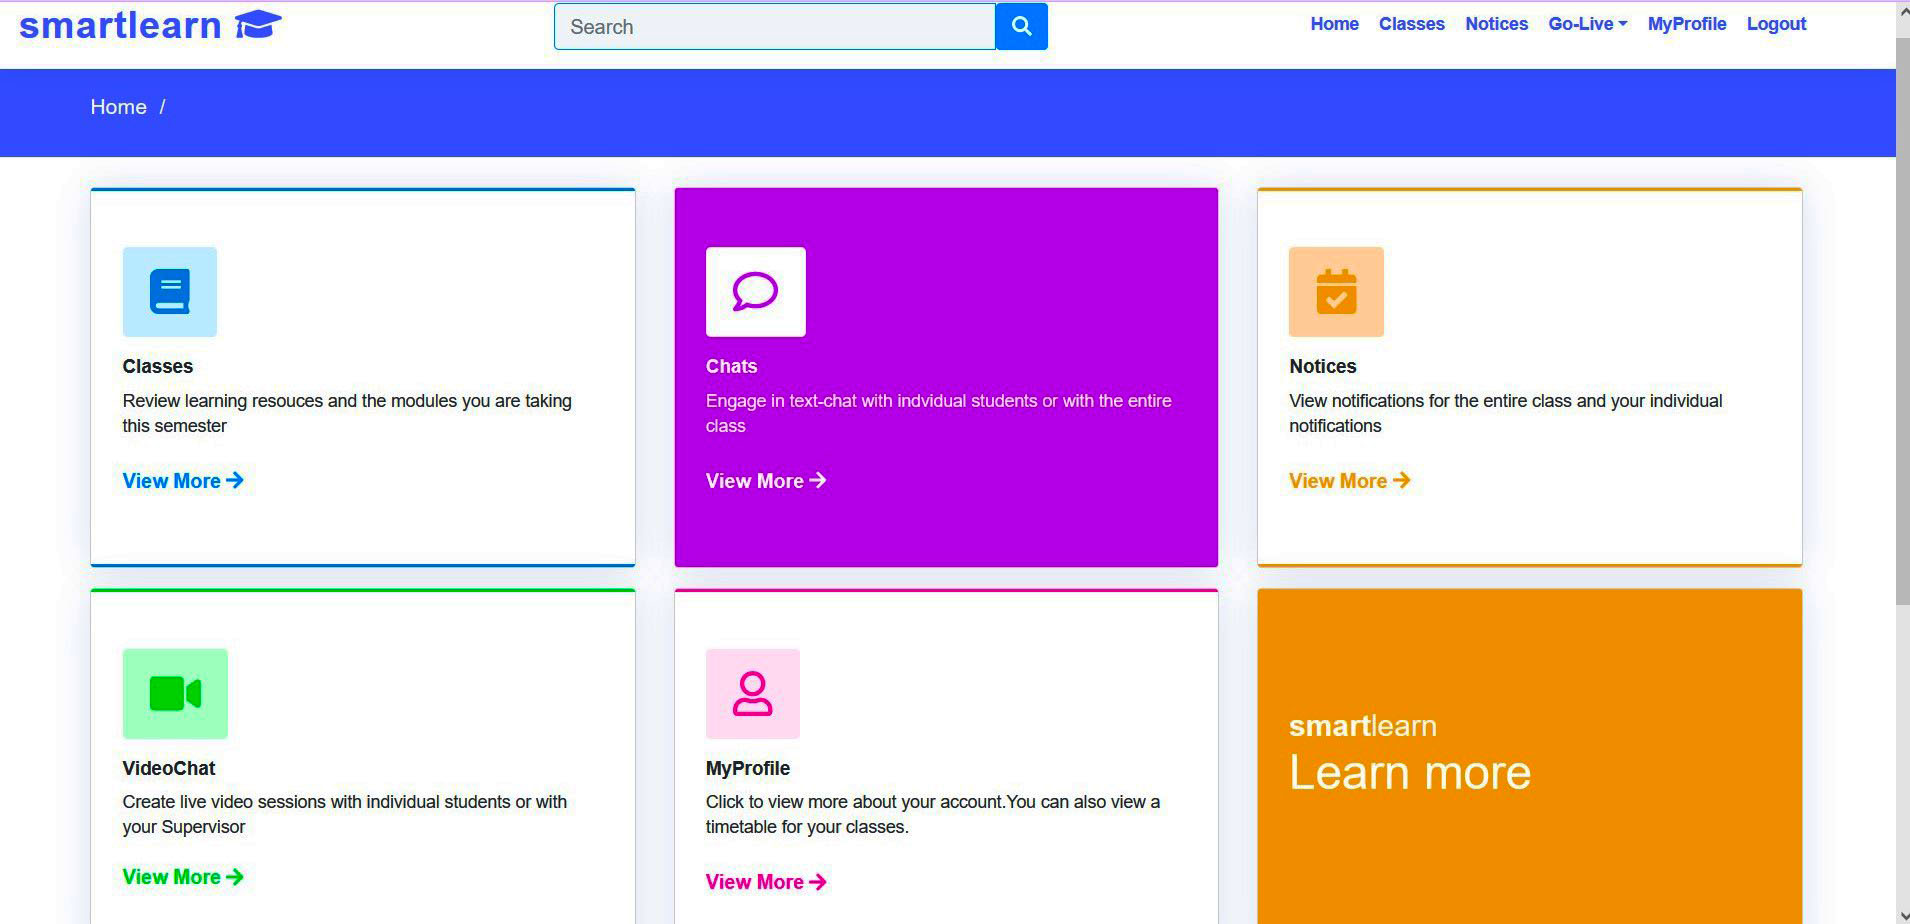 smartlearn
Search
Home Classes Notices Go-Live MyProfile Logout
Home /
Classes
Review learning resouces and the modules you are taking
this semester
View More
Chats
Engage in text-chat with indvidual students or with the entire
class
View More
Notices
View notifications for the entire class and your individual
notifications
View More
VideoChat
Create live video sessions with individual students or with
your Supervisor
View More
MyProfile
Click to view more about your account.You can also view a
timetable for your classes.
View More
smartlearn
Learn more